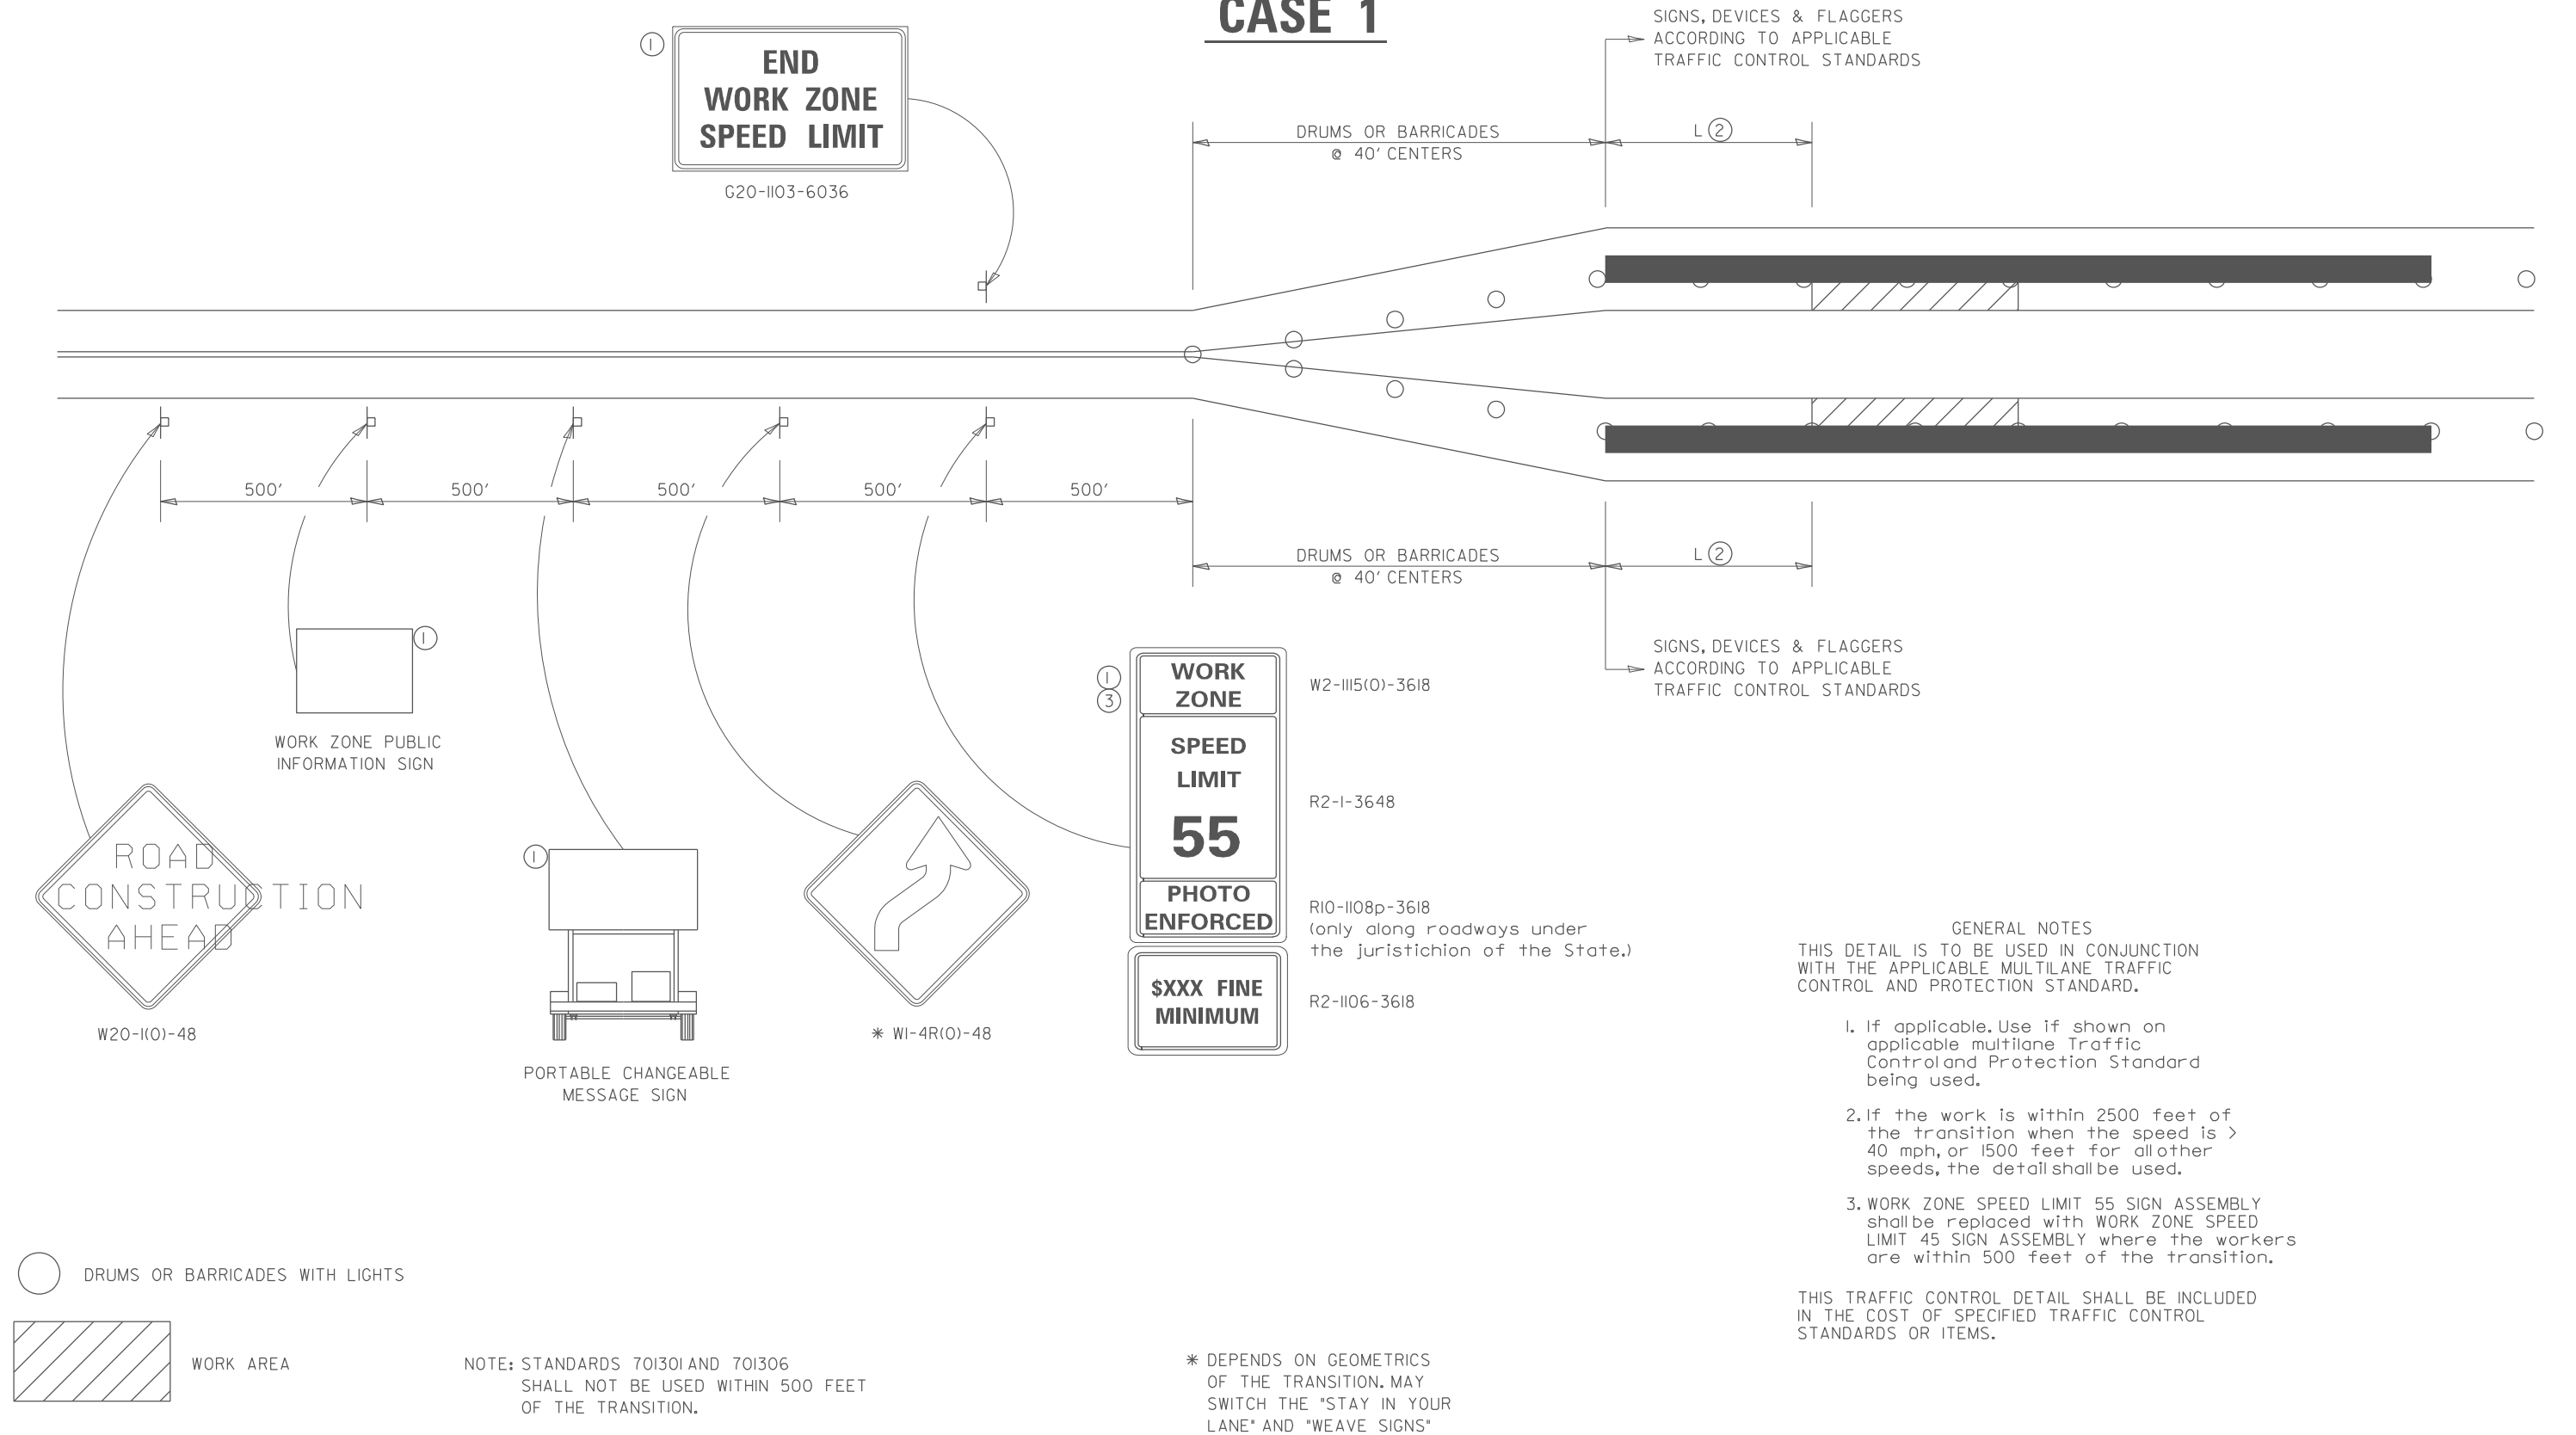 CASE 1
SIGNS, DEVICES & FLAGGERS
ACCORDING TO APPLICABLE
TRAFFIC CONTROL STANDARDS
1
END
WORK ZONE
SPEED LIMIT
G20-1103-6036
DRUMS OR BARRICADES
@ 40' CENTERS
L 2
500'
500'
500'
500'
500'
DRUMS OR BARRICADES
@ 40' CENTERS
L 2
SIGNS, DEVICES & FLAGGERS
ACCORDING TO APPLICABLE
TRAFFIC CONTROL STANDARDS
1
WORK ZONE PUBLIC
INFORMATION SIGN
ROAD
CONSTRUCTION
AHEAD
W20-1(O)-48
1
PORTABLE CHANGEABLE
MESSAGE SIGN
* W1-4R(O)-48
1
3
WORK
ZONE
W2-1115(O)-3618
SPEED
LIMIT
55
R2-1-3648
PHOTO
ENFORCED
R10-1108p-3618
(only along roadways under
the juristichion of the State.)
$XXX FINE
MINIMUM
R2-1106-3618
GENERAL NOTES
THIS DETAIL IS TO BE USED IN CONJUNCTION
WITH THE APPLICABLE MULTILANE TRAFFIC
CONTROL AND PROTECTION STANDARD.
1. If applicable. Use if shown on
applicable multilane Traffic
Control and Protection Standard
being used.
2. If the work is within 2500 feet of
the transition when the speed is >
40 mph, or 1500 feet for all other
speeds, the detail shall be used.
3. WORK ZONE SPEED LIMIT 55 SIGN ASSEMBLY
shall be replaced with WORK ZONE SPEED
LIMIT 45 SIGN ASSEMBLY where the workers
are within 500 feet of the transition.
THIS TRAFFIC CONTROL DETAIL SHALL BE INCLUDED
IN THE COST OF SPECIFIED TRAFFIC CONTROL
STANDARDS OR ITEMS.
DRUMS OR BARRICADES WITH LIGHTS
WORK AREA
NOTE: STANDARDS 701301 AND 701306
SHALL NOT BE USED WITHIN 500 FEET
OF THE TRANSITION.
* DEPENDS ON GEOMETRICS
OF THE TRANSITION. MAY
SWITCH THE "STAY IN YOUR
LANE" AND "WEAVE SIGNS"